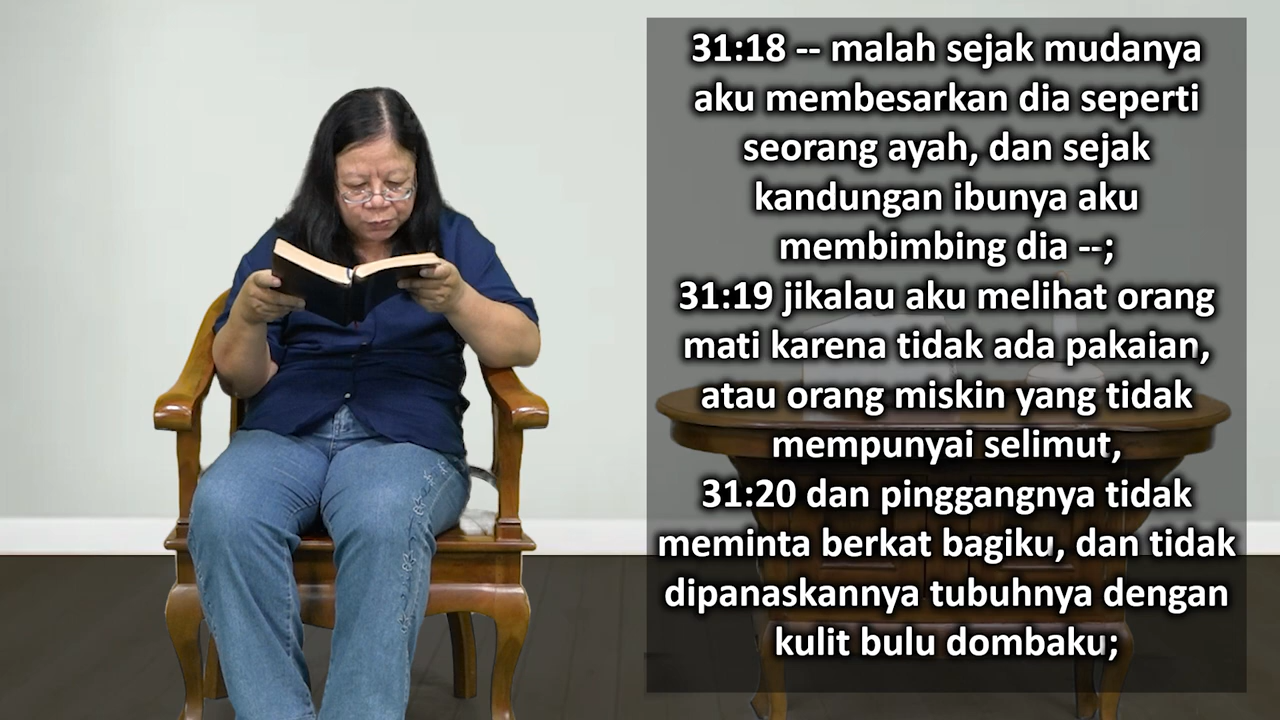 31:18 -- malah sejak mudanya
aku membesarkan dia seperti
seorang ayah, dan sejak
kandungan ibunya aku
membimbing dia --;
31:19 jikalau aku melihat orang
mati karena tidak ada pakaian,
atau orang miskin yang tidak
mempunyai selimut,
31:20 dan pinggangnya tidak
meminta berkat bagiku, dan tidak
dipanaskannya tubuhnya dengan
kulit bulu dombaku;